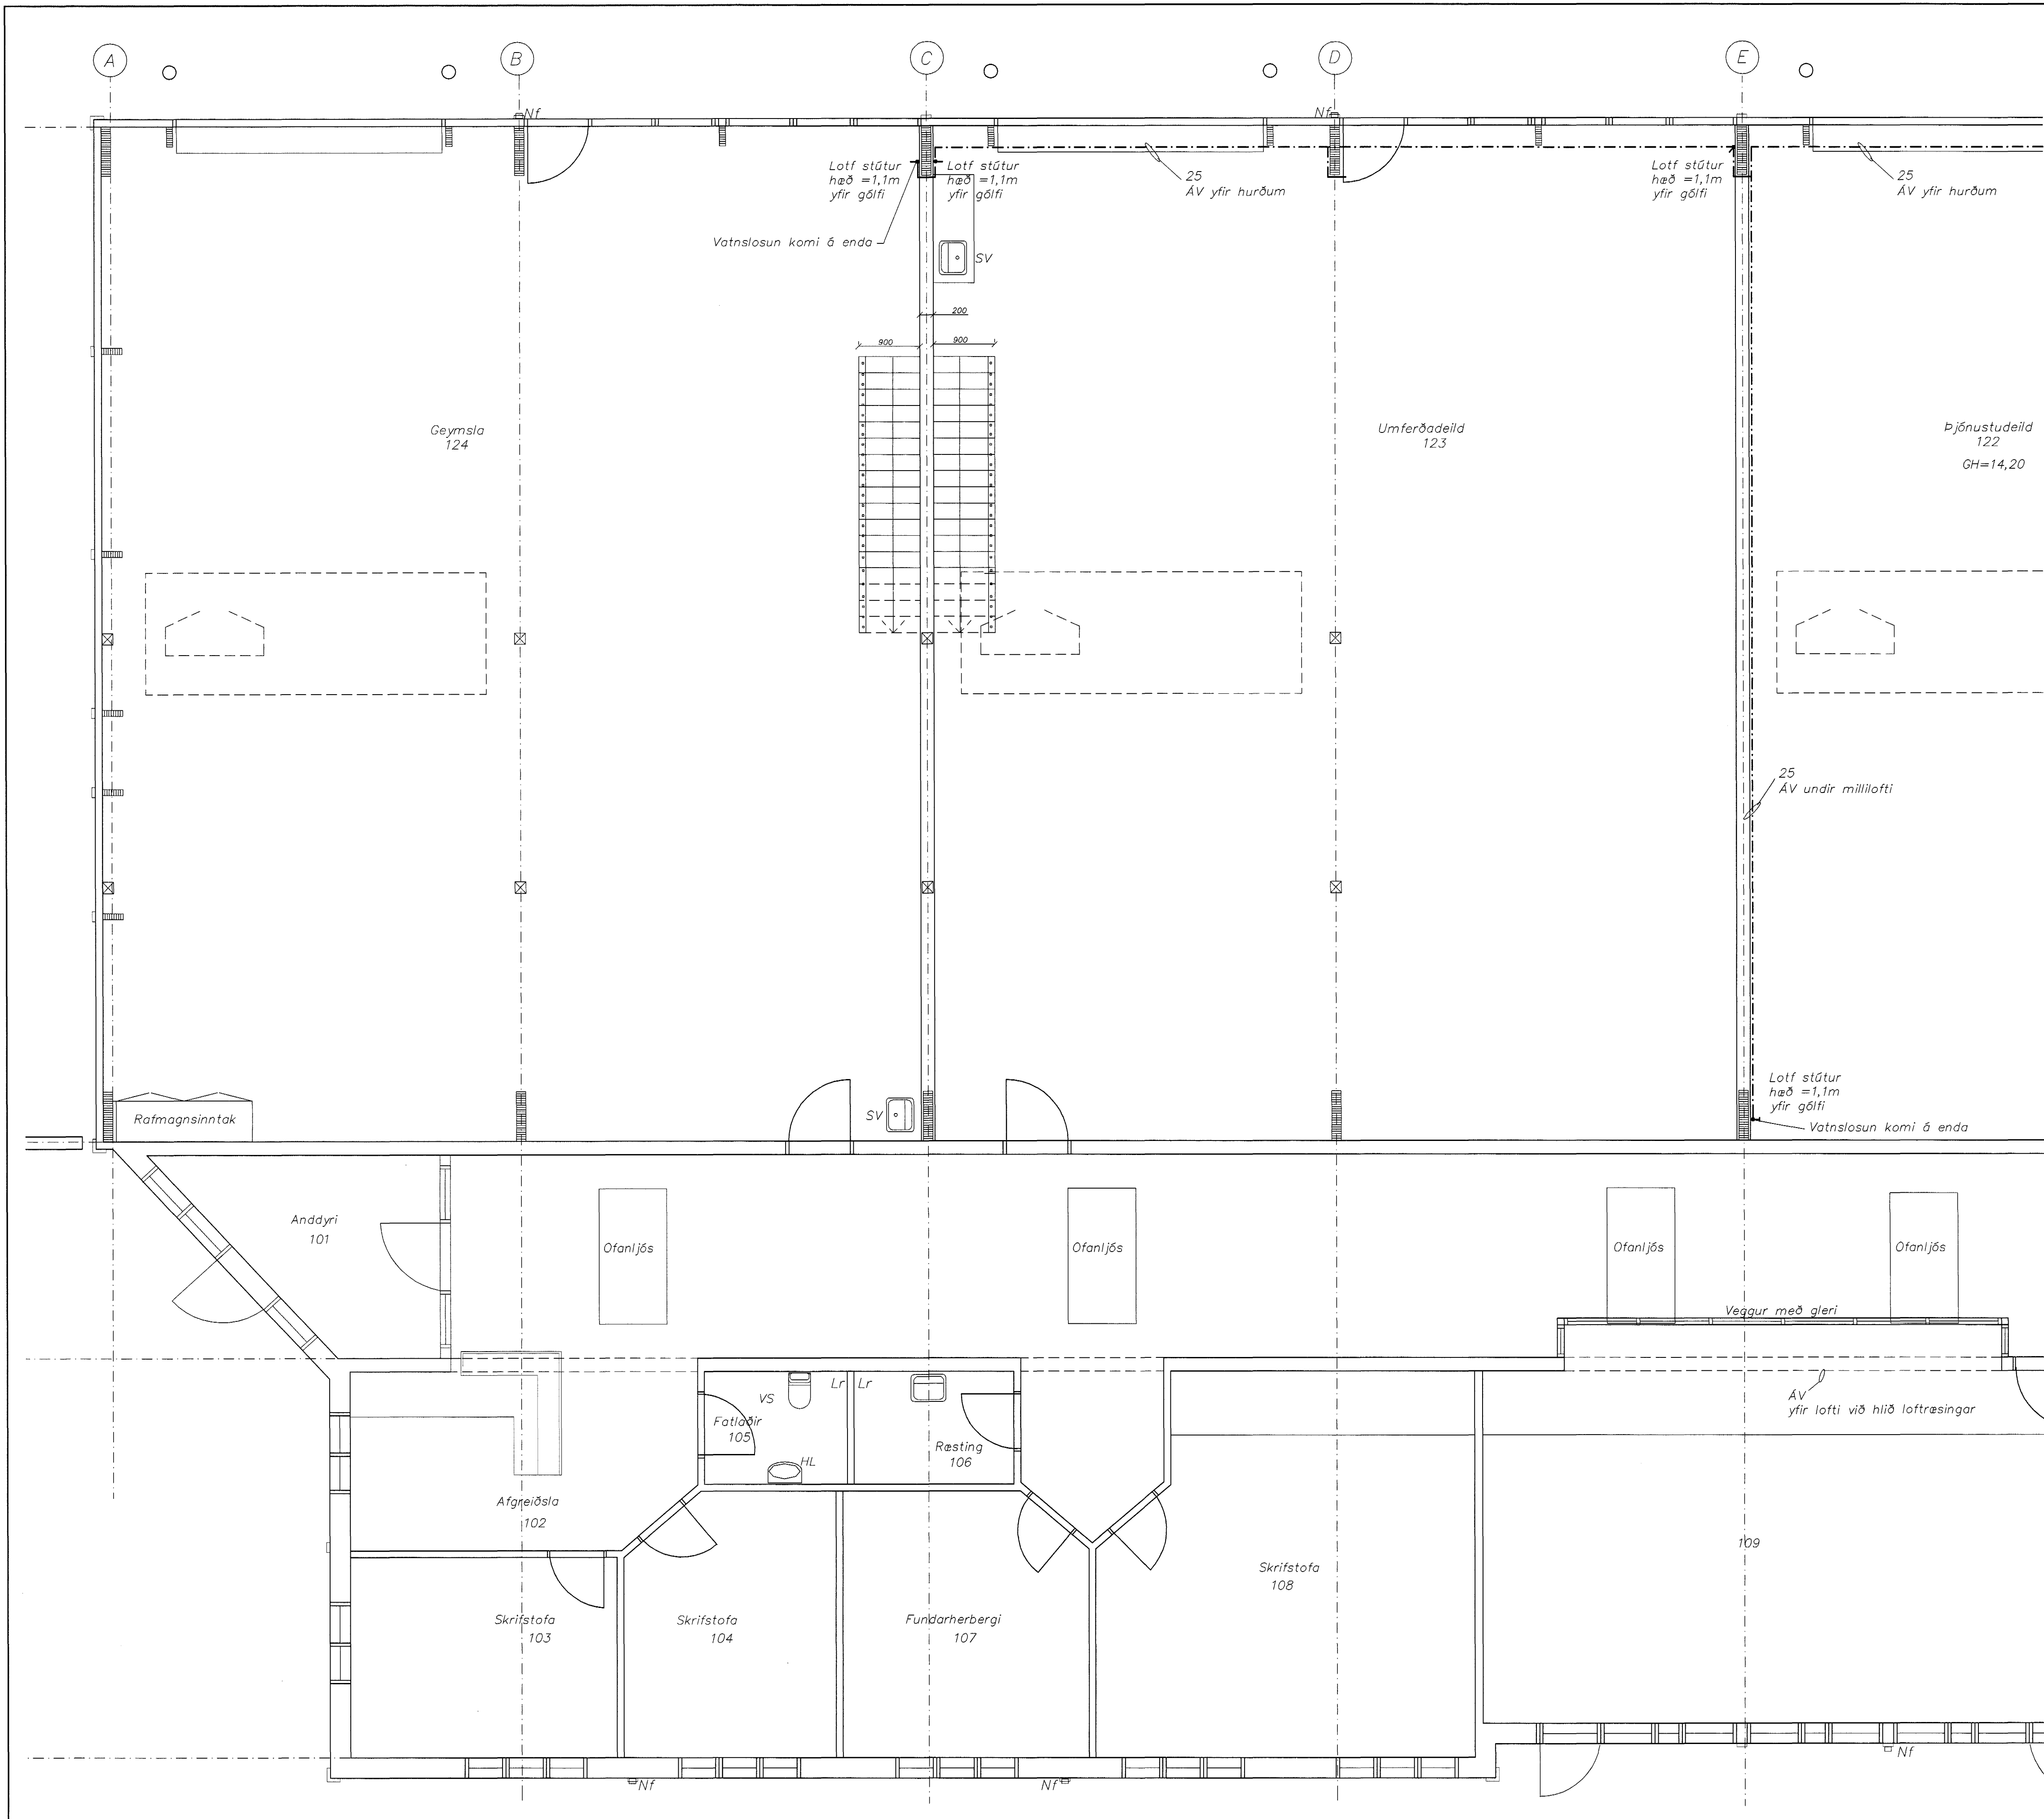 A
B
C
D
E
Nf
Nf
Lotf stútur
hæð =1,1m
yfir gólfi
Lotf stútur
hæð =1,1m
yfir gólfi
25
ÁV yfir hurðum
Lotf stútur
hæð =1,1m
yfir gólfi
25
ÁV yfir hurðum
Vatnslosun komi á enda
SV
200
900
900
Geymsla
124
Umferðadeild
123
Þjónustudeild
122
GH=14,20
25
ÁV undir millilofti
Lotf stútur
hæð =1,1m
yfir gólfi
Vatnslosun komi á enda
Rafmagnsinntak
SV
Anddyri
101
Ofanljós
Ofanljós
Ofanljós
Ofanljós
Veggur með gleri
ÁV
yfir lofti við hlið loftræsingar
VS
Lr
Lr
Fatlaðir
105
HL
Ræsting
106
Afgreiðsla
102
Skrifstofa
103
Skrifstofa
104
Fundarherbergi
107
Skrifstofa
108
109
Nf
Nf
Nf